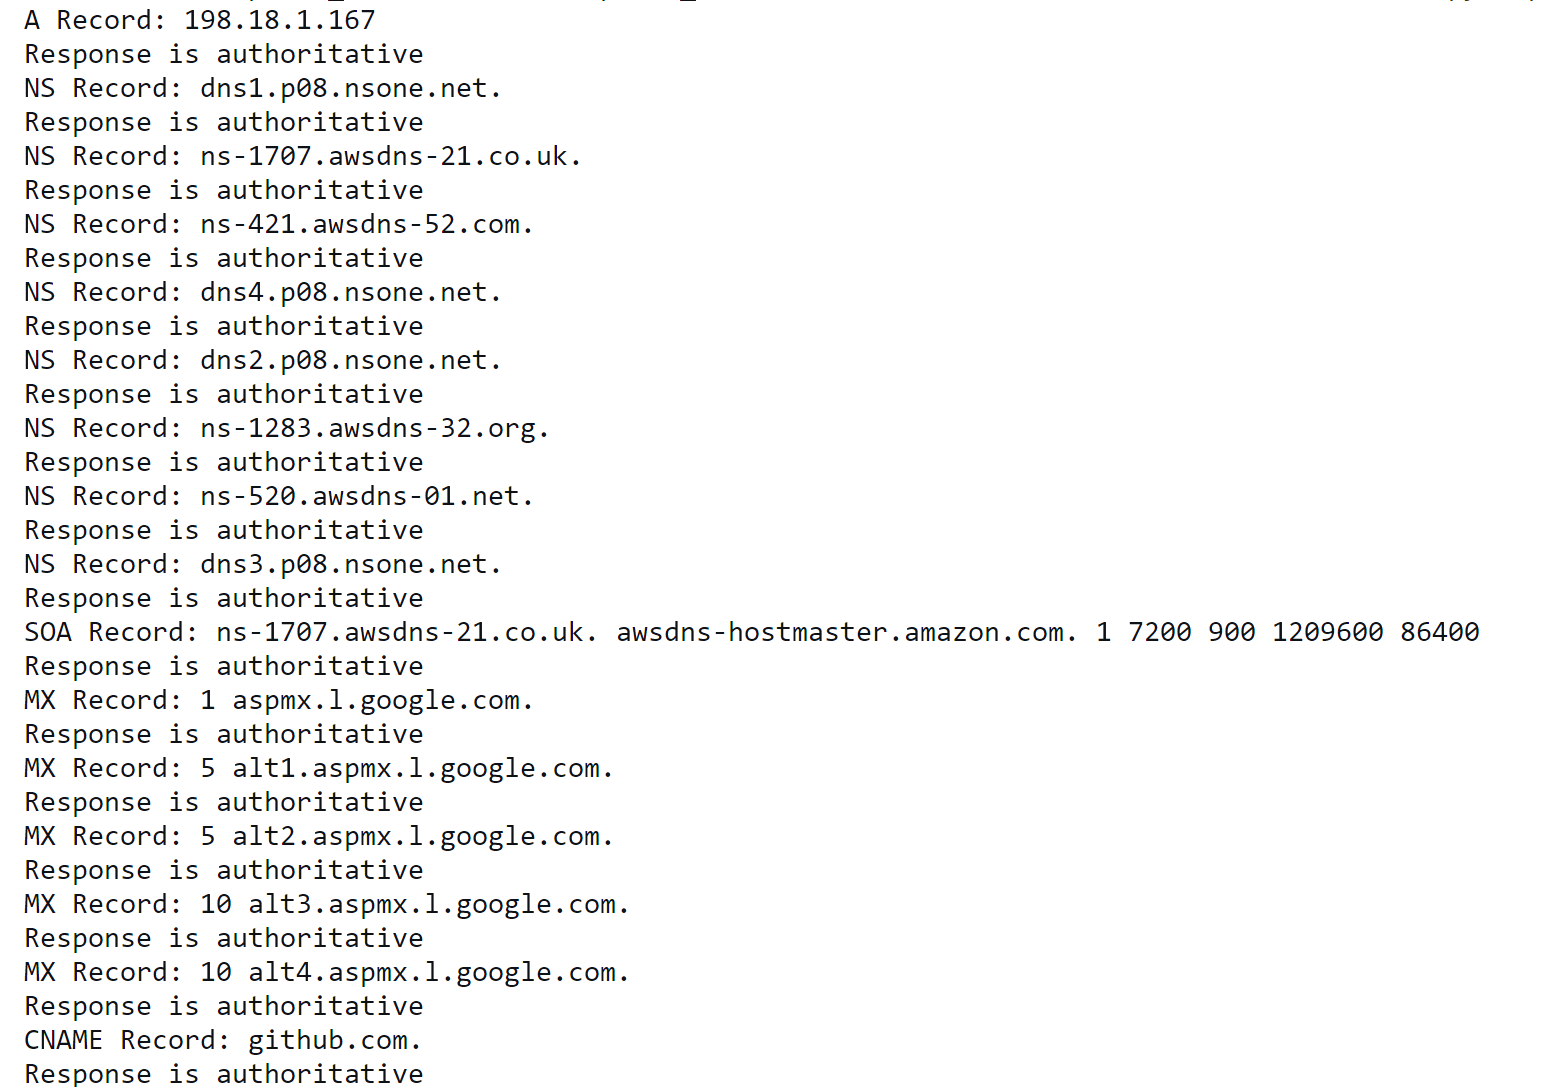 A Record: 198.18.1.167
Response is authoritative
NS Record: dns1.p08.nsone.net.
Response is authoritative
NS Record: ns-1707.awsdns-21.co.uk.
Response is authoritative
NS Record: ns-421.awsdns-52.com.
Response is authoritative
NS Record: dns4.p08.nsone.net.
Response is authoritative
NS Record: dns2.p08.nsone.net.
Response is authoritative
NS Record: ns-1283.awsdns-32.org.
Response is authoritative
NS Record: ns-520.awsdns-01.net.
Response is authoritative
NS Record: dns3.p08.nsone.net.
Response is authoritative
SOA Record: ns-1707.awsdns-21.co.uk. awsdns-hostmaster.amazon.com. 1 7200 900 1209600 86400
Response is authoritative
MX Record: 1 aspmx.l.google.com.
Response is authoritative
MX Record: 5 alt1.aspmx.l.google.com.
Response is authoritative
MX Record: 5 alt2.aspmx.l.google.com.
Response is authoritative
MX Record: 10 alt3.aspmx.l.google.com.
Response is authoritative
MX Record: 10 alt4.aspmx.l.google.com.
Response is authoritative
CNAME Record: github.com.
Response is authoritative